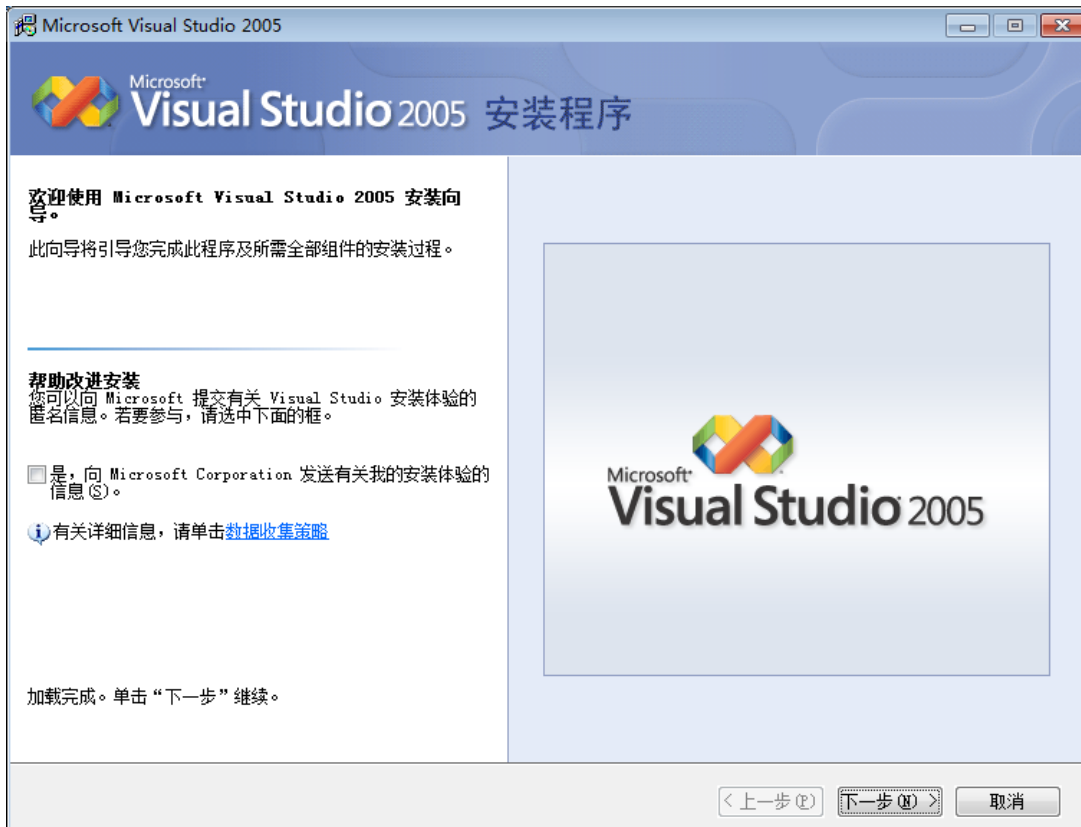 Microsoft Visual Studio 2005
Microsoft
Visual Studio 2005 安装程序
欢迎使用 Microsoft Visual Studio 2005 安装向
导。
此向导将引导您完成此程序及所需全部组件的安装过程。
帮助改进安装
您可以向 Microsoft 提交有关 Visual Studio 安装体验的
匿名信息。若要参与，请选中下面的框。
是，向 Microsoft Corporation 发送有关我的安装体验的
信息(S)。
有关详细信息，请单击数据收集策略
加载完成。单击“下一步”继续。
Microsoft
Visual Studio 2005
< 上一步(P)
下一步(N) >
取消